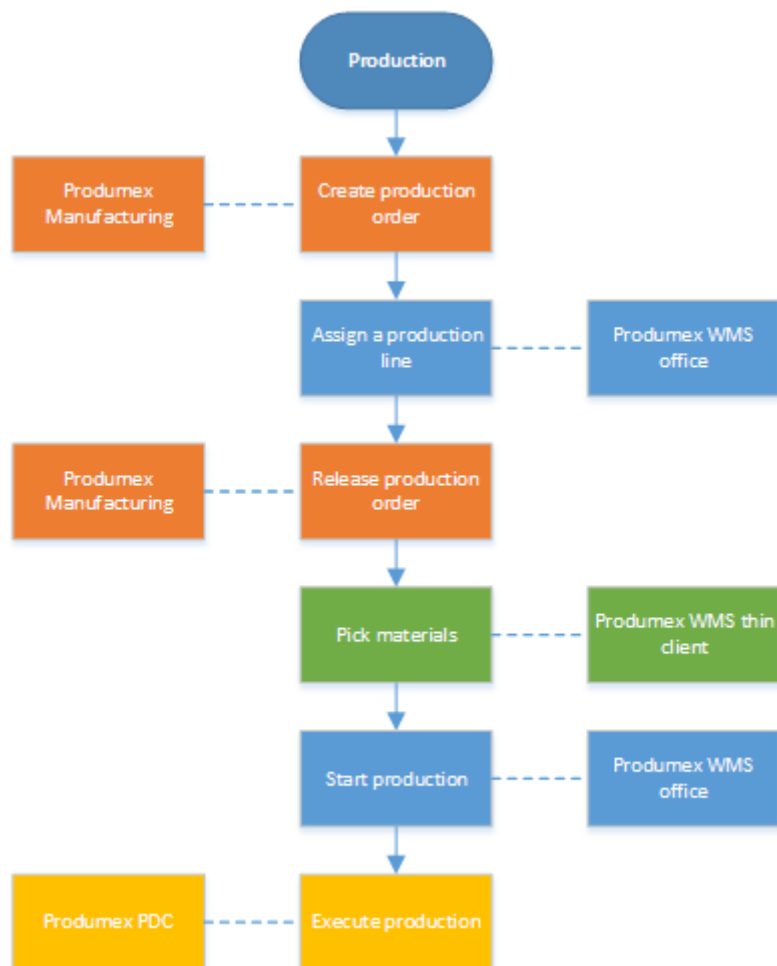 Production
Produmex
Manufacturing
Create production
order
Assign a production
line
Produmex WMS
office
Produmex
Manufacturing
Release production
order
Pick materials
Produmex WMS thin
client
Start production
Produmex WMS
office
Produmex PDC
Execute production